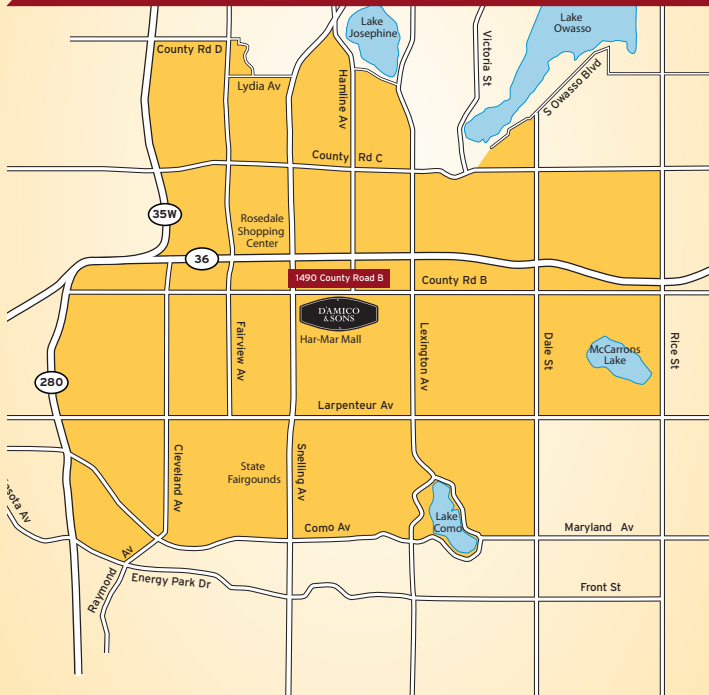 Lake
Josephine
Lake
Owasso
Victoria St
County Rd D
S Owasso Blvd
Lydia Av
Hamline Av
County Rd C
35W
Rosedale
Shopping
Center
36
1490 County Road B
County Rd B
D'AMICO
& SONS
Har-Mar Mall
Fairview Av
Lexington Av
Dale St
McCarrons
Lake
Rice St
280
Larpenteur Av
Cleveland Av
State
Fairgounds
Snelling Av
sota Av
Lake
Como
Como Av
Maryland Av
Raymond Av
Energy Park Dr
Front St